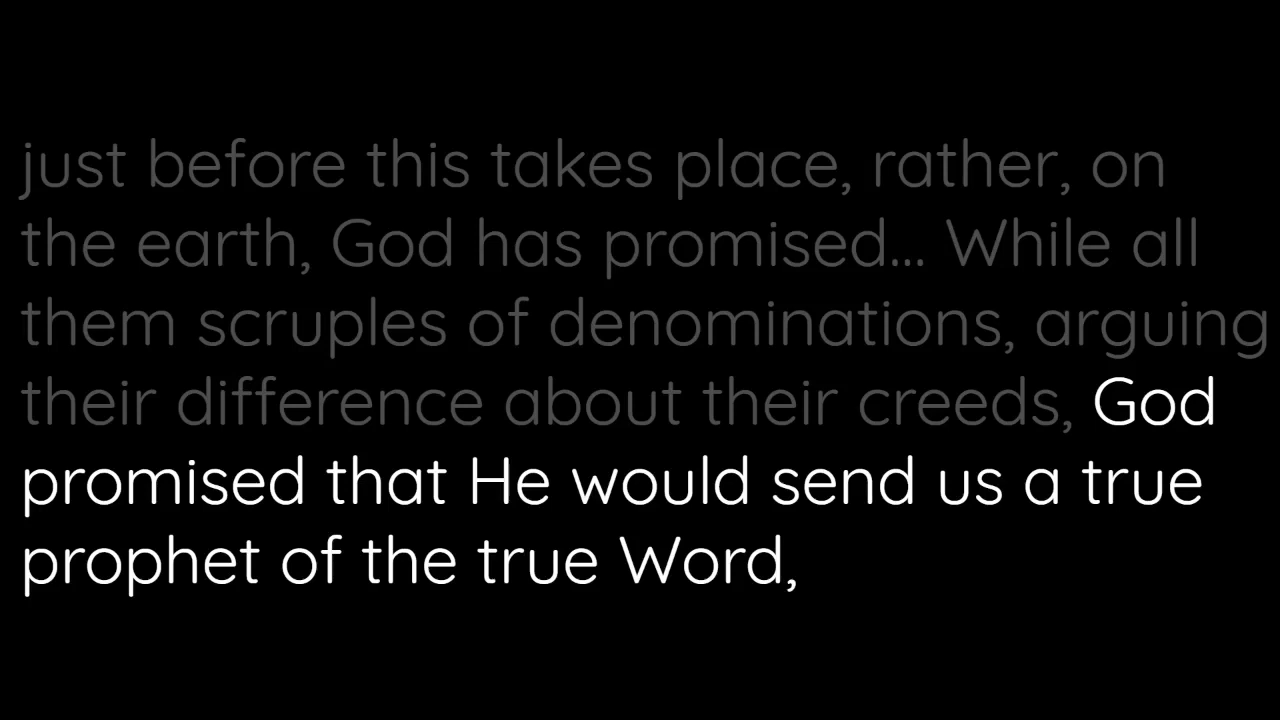 just before this takes place, rather, on
the earth, God has promised... While all
them scruples of denominations, arguing
their difference about their creeds, God
promised that He would send us a true
prophet of the true Word,